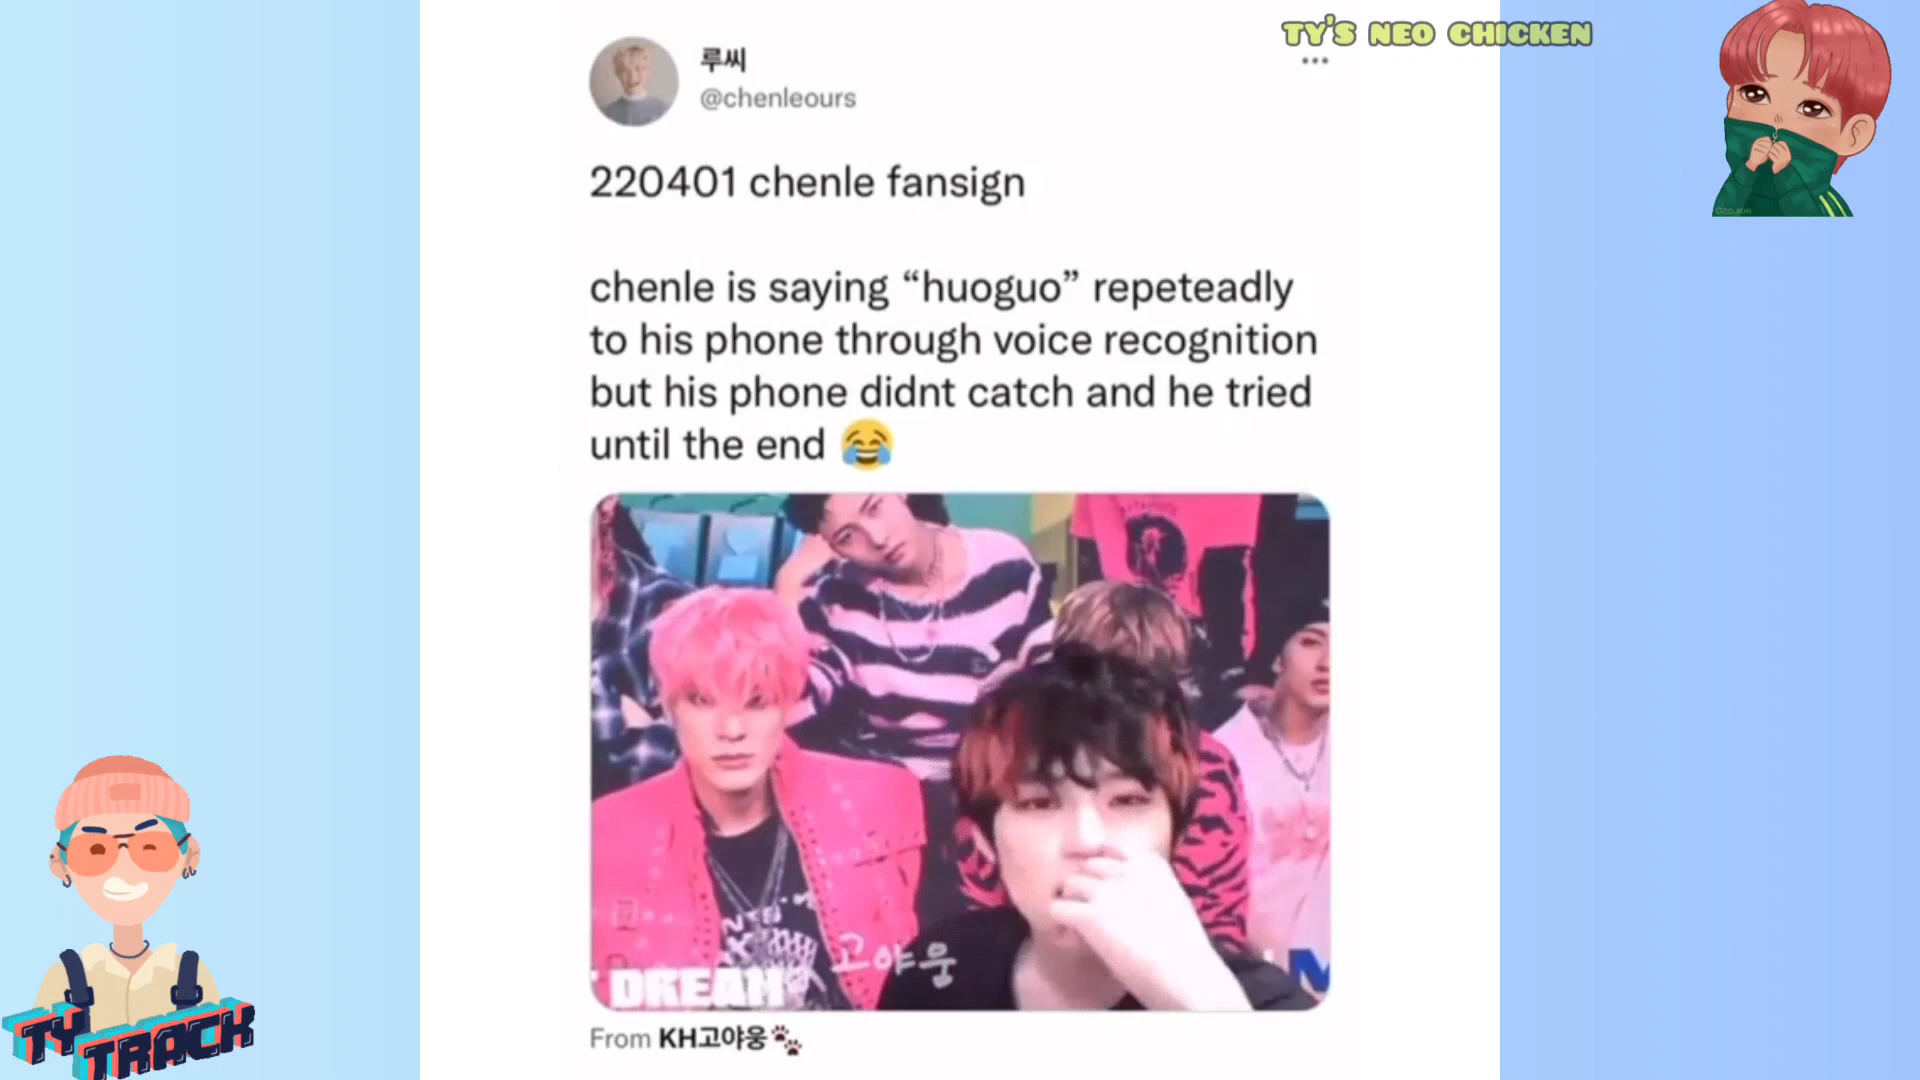 TY'S NEO CHICKEN
루씨
@chenleours
220401 chenle fansign
chenle is saying “huoguo” repeteadly
to his phone through voice recognition
but his phone didnt catch and he tried
until the end 😂
고야웅
DREAM
From KH고야웅🐾
TY
TRACK